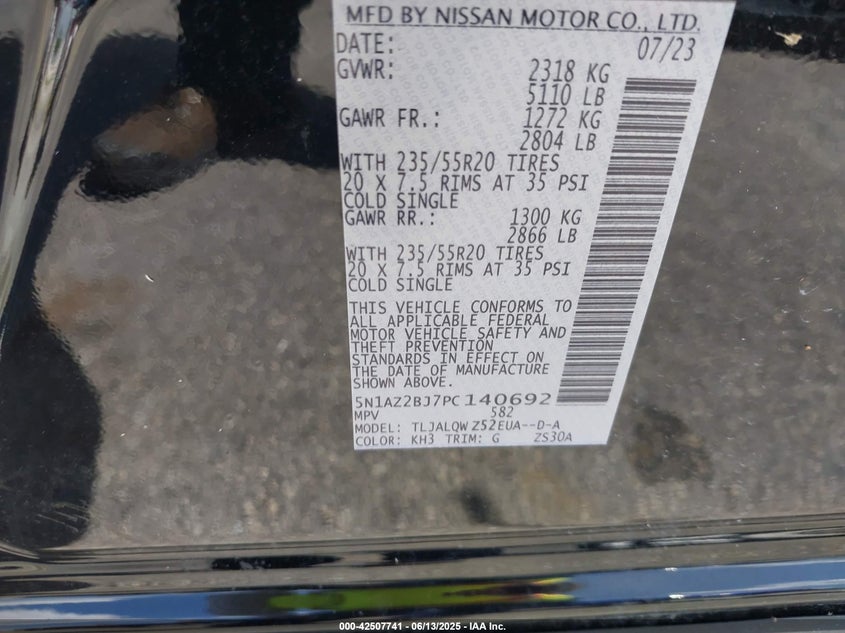 MFD BY NISSAN MOTOR CO., LTD.
DATE: 07/23
GVWR: 2318 KG
5110 LB
GAWR FR.: 1272 KG
2804 LB
WITH 235/55R20 TIRES
20 X 7.5 RIMS AT 35 PSI
COLD SINGLE
GAWR RR.: 1300 KG
2866 LB
WITH 235/55R20 TIRES
20 X 7.5 RIMS AT 35 PSI
COLD SINGLE
THIS VEHICLE CONFORMS TO
ALL APPLICABLE FEDERAL
MOTOR VEHICLE SAFETY AND
THEFT PREVENTION
STANDARDS IN EFFECT ON
THE DATE OF MANUFACTURE
SHOWN ABOVE.
5N1AZ2BJ7PC140692
MPV 582
MODEL: TLJALQWZ52EUA--D-A
COLOR: KH3 TRIM: G ZS30A
000-42507741 - 06/13/2025 - IAA Inc.